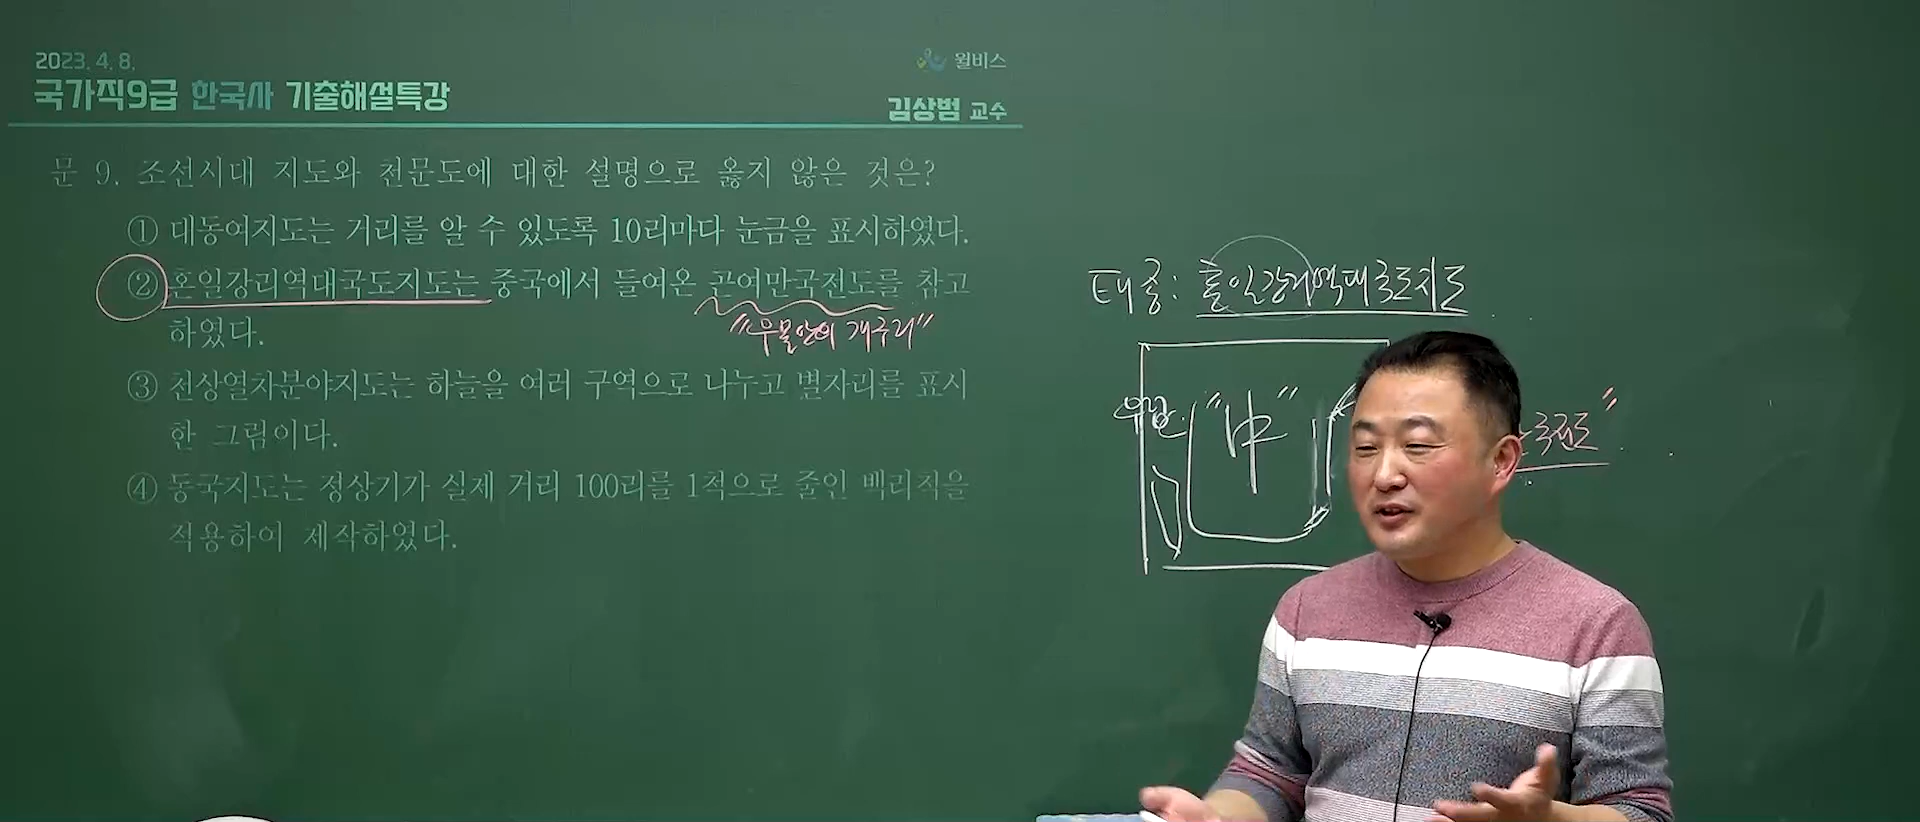 2023. 4. 8.
국가직9급 한국사 기출해설특강
윌비스
김상범 교수
문 9. 조선시대 지도와 천문도에 대한 설명으로 옳지 않은 것은?
① 대동여지도는 거리를 알 수 있도록 10리마다 눈금을 표시하였다.
② 혼일강리역대국도지도는 중국에서 들여온 곤여만국전도를 참고
하였다.
"우물안의 개구리"
③ 천상열차분야지도는 하늘을 여러 구역으로 나누고 별자리를 표시
한 그림이다.
④ 동국지도는 정상기가 실제 거리 100리를 1척으로 줄인 백리척을
적용하여 제작하였다.
태종: 혼일강리역대국도지도
"中"
국전도"